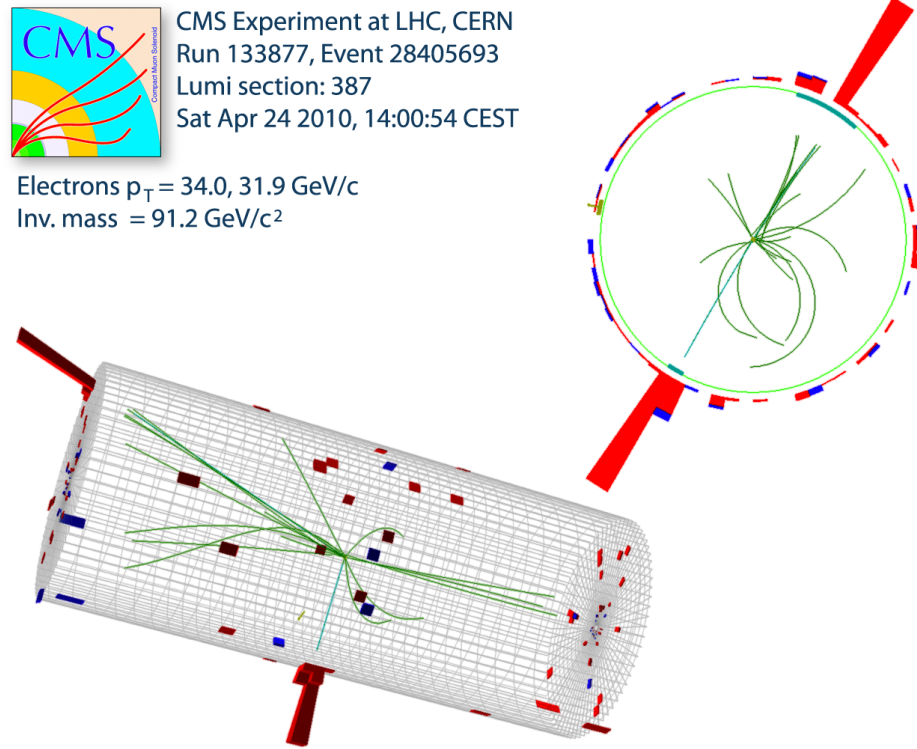 CMS
Compact Muon Solenoid
CMS Experiment at LHC, CERN
Run 133877, Event 28405693
Lumi section: 387
Sat Apr 24 2010, 14:00:54 CEST
Electrons pT = 34.0, 31.9 GeV/c
Inv. mass = 91.2 GeV/c²